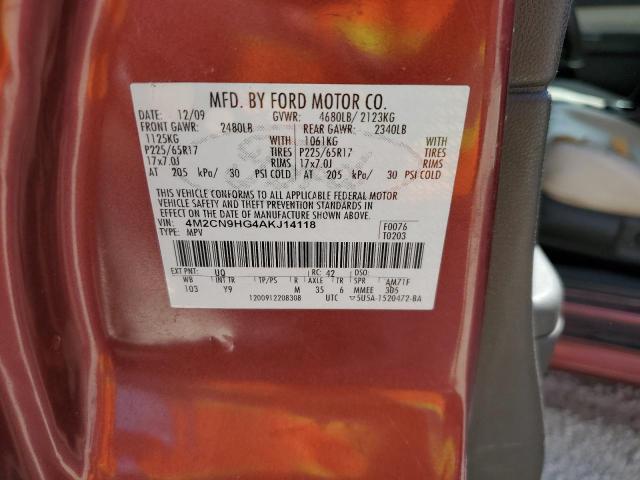 MFD. BY FORD MOTOR CO.
DATE: 12/09 GVWR: 4680LB/ 2123KG
FRONT GAWR: 2480LB REAR GAWR: 2340LB
1125KG WITH 1061KG WITH
P225/65R17 TIRES P225/65R17 TIRES
17x7.0J RIMS 17x7.0J RIMS
AT 205 kPa/ 30 PSI COLD AT 205 kPa/ 30 PSI COLD
THIS VEHICLE CONFORMS TO ALL APPLICABLE FEDERAL MOTOR
VEHICLE SAFETY AND THEFT PREVENTION STANDARDS IN
EFFECT ON THE DATE OF MANUFACTURE SHOWN ABOVE.
VIN: 4M2CN9HG4AKJ14118 F0076
TYPE: MPV T0203
EXT PNT: UQ RC: 42 DSO:
WB INT TR TP/PS R AXLE TR SPR AM71F
103 Y9 M 35 6 MMEE 3D5
1200912208308 UTC 5U5A-1520472-BA